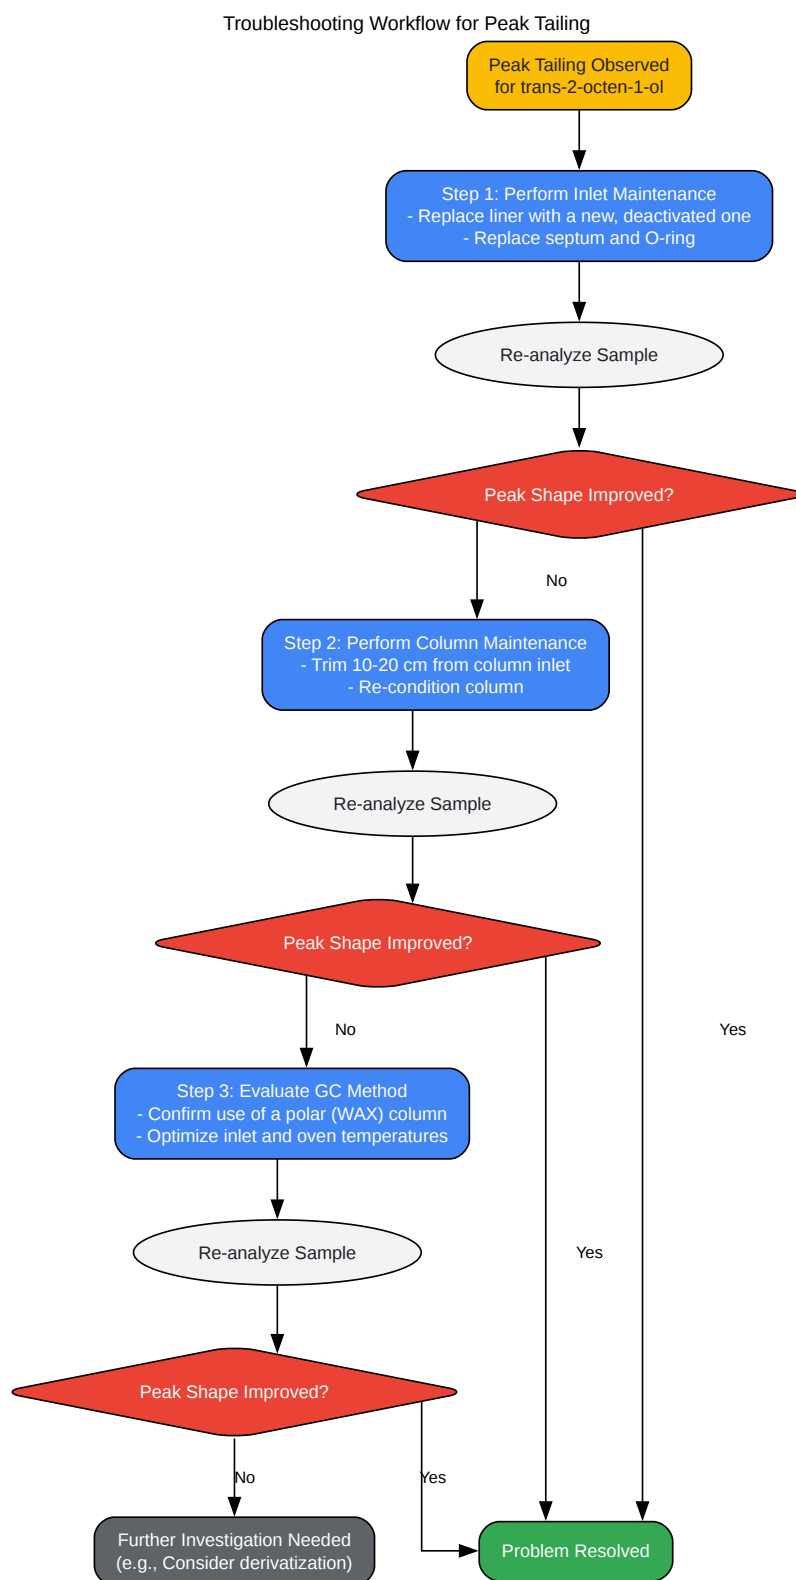 Troubleshooting Workflow for Peak Tailing
Peak Tailing Observed
for trans-2-octen-1-ol
Step 1: Perform Inlet Maintenance
- Replace liner with a new, deactivated one
- Replace septum and O-ring
Re-analyze Sample
Peak Shape Improved?
No
Step 2: Perform Column Maintenance
- Trim 10-20 cm from column inlet
- Re-condition column
Re-analyze Sample
Peak Shape Improved?
No
Yes
Step 3: Evaluate GC Method
- Confirm use of a polar (WAX) column
- Optimize inlet and oven temperatures
Re-analyze Sample
Yes
Peak Shape Improved?
No
Yes
Further Investigation Needed
(e.g., Consider derivatization)
Problem Resolved